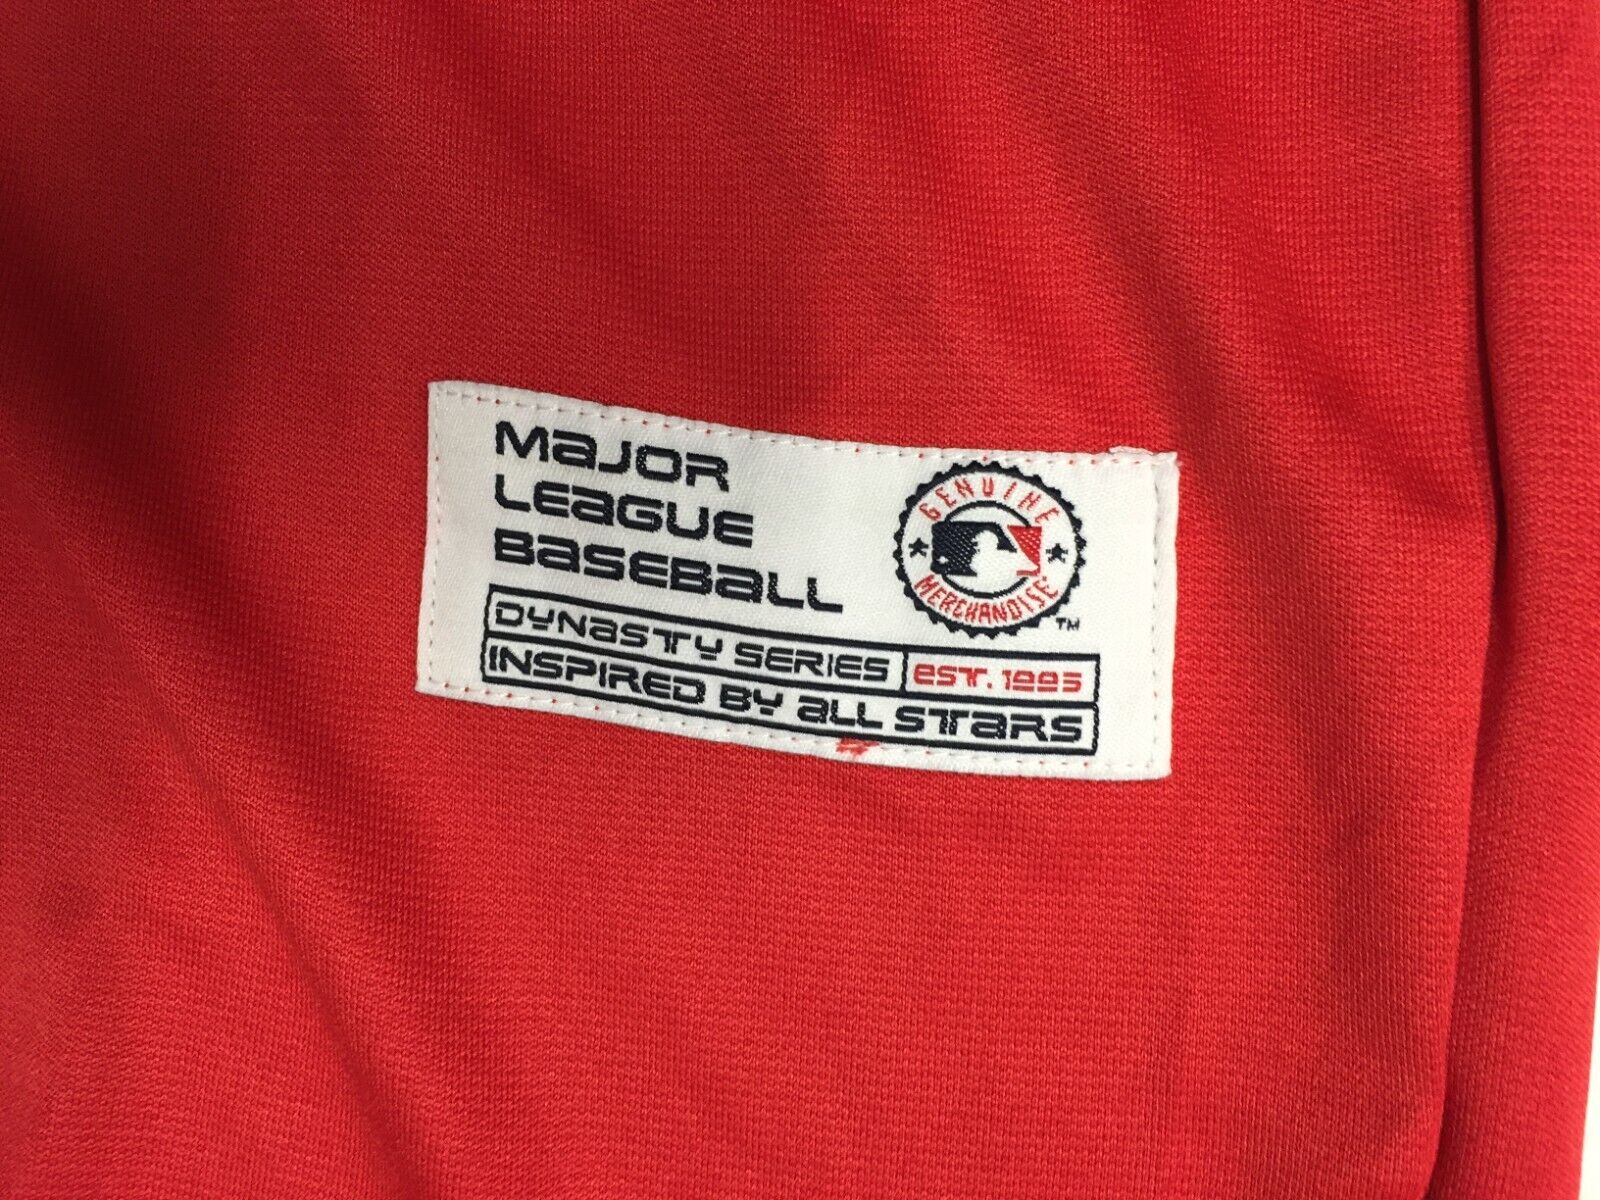 Major
League
Baseball
GENUINE
MERCHANDISE
TM
Dynasty Series est. 1995
Inspired by all stars